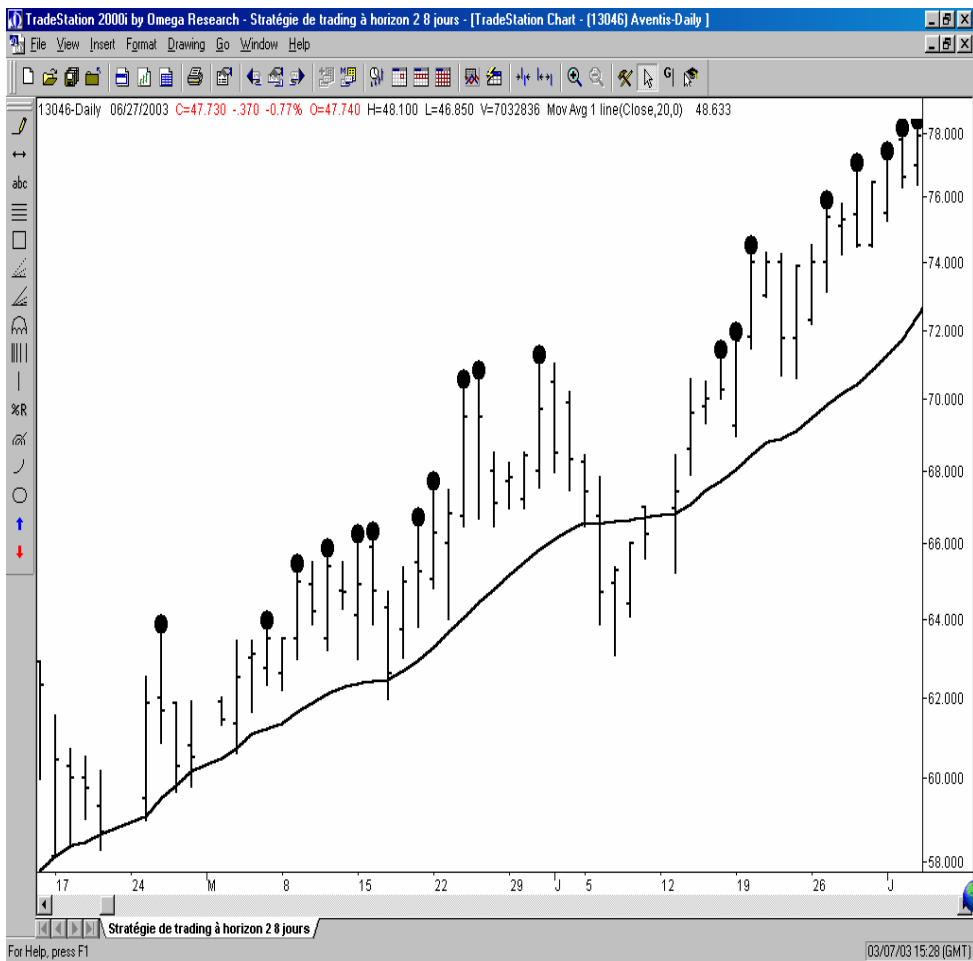 TradeStation 2000i by Omega Research - Stratégie de trading à horizon 2 8 jours - [TradeStation Chart - (13046) Aventis-Daily ]
File View Insert Format Drawing Go Window Help
13046-Daily 06/27/2003 C=47.730 -.370 -0.77% O=47.740 H=48.100 L=46.850 V=7032836 Mov Avg 1 line(Close,20,0) 48.633
abc
%R
78.000
76.000
74.000
72.000
70.000
68.000
66.000
64.000
62.000
60.000
58.000
17 24 M 8 15 22 29 J 5 12 19 26 J
Stratégie de trading à horizon 2 8 jours
For Help, press F1 03/07/03 15:28 (GMT)